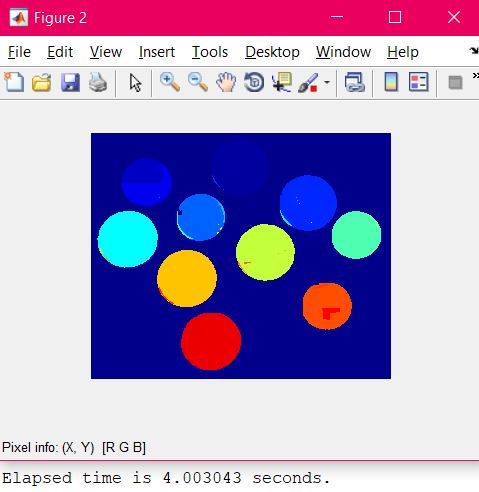 Figure 2
File Edit View Insert Tools Desktop Window Help
Pixel info: (X, Y) [R G B]
Elapsed time is 4.003043 seconds.